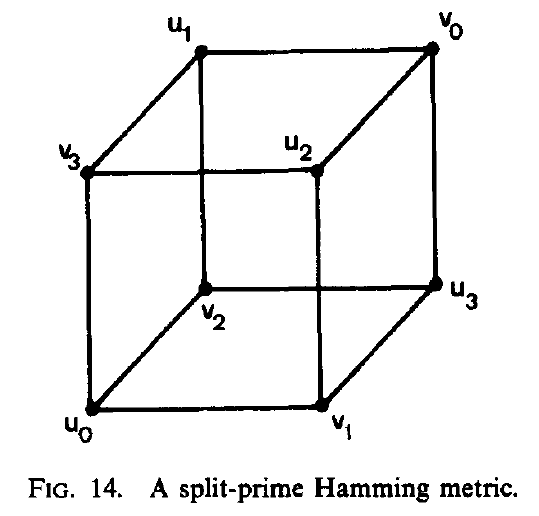 u1
v0
v3
u2
v2
u3
u0
v1
FIG. 14. A split-prime Hamming metric.